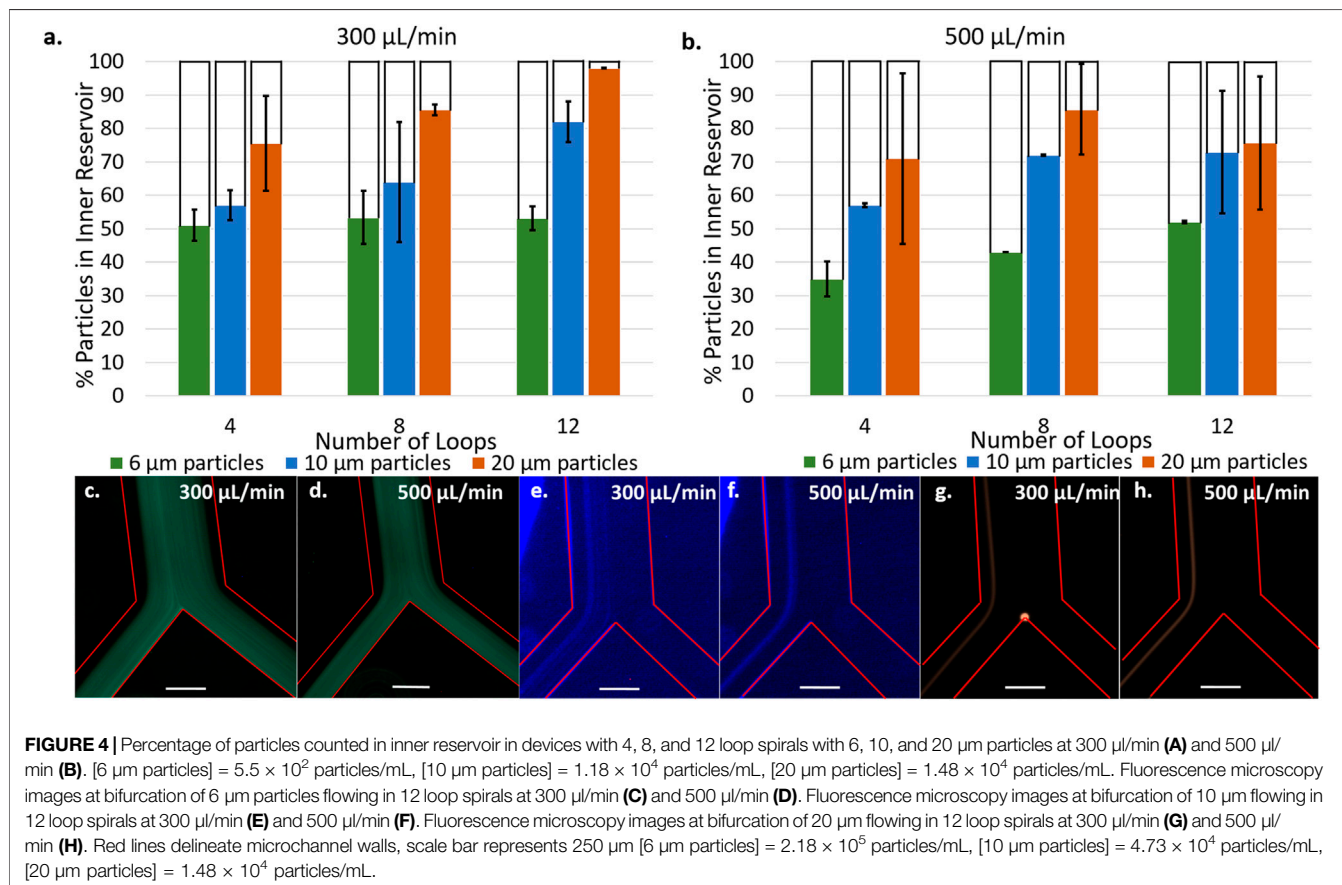 a.
300 µL/min
% Particles in Inner Reservoir
100
90
80
70
60
50
40
30
20
10
0
4
8
12
Number of Loops
6 µm particles
10 µm particles
20 µm particles
b.
500 µL/min
% Particles in Inner Reservoir
100
90
80
70
60
50
40
30
20
10
0
4
8
12
Number of Loops
6 µm particles
10 µm particles
20 µm particles
c.
300 µL/min
d.
500 µL/min
e.
300 µL/min
f.
500 µL/min
g.
300 µL/min
h.
500 µL/min
FIGURE 4 | Percentage of particles counted in inner reservoir in devices with 4, 8, and 12 loop spirals with 6, 10, and 20 µm particles at 300 µl/min (A) and 500 µl/
min (B). [6 µm particles] = 5.5 × 10² particles/mL, [10 µm particles] = 1.18 × 10⁴ particles/mL, [20 µm particles] = 1.48 × 10⁴ particles/mL. Fluorescence microscopy
images at bifurcation of 6 µm particles flowing in 12 loop spirals at 300 µl/min (C) and 500 µl/min (D). Fluorescence microscopy images at bifurcation of 10 µm flowing in
12 loop spirals at 300 µl/min (E) and 500 µl/min (F). Fluorescence microscopy images at bifurcation of 20 µm flowing in 12 loop spirals at 300 µl/min (G) and 500 µl/
min (H). Red lines delineate microchannel walls, scale bar represents 250 µm [6 µm particles] = 2.18 × 10⁵ particles/mL, [10 µm particles] = 4.73 × 10⁴ particles/mL,
[20 µm particles] = 1.48 × 10⁴ particles/mL.